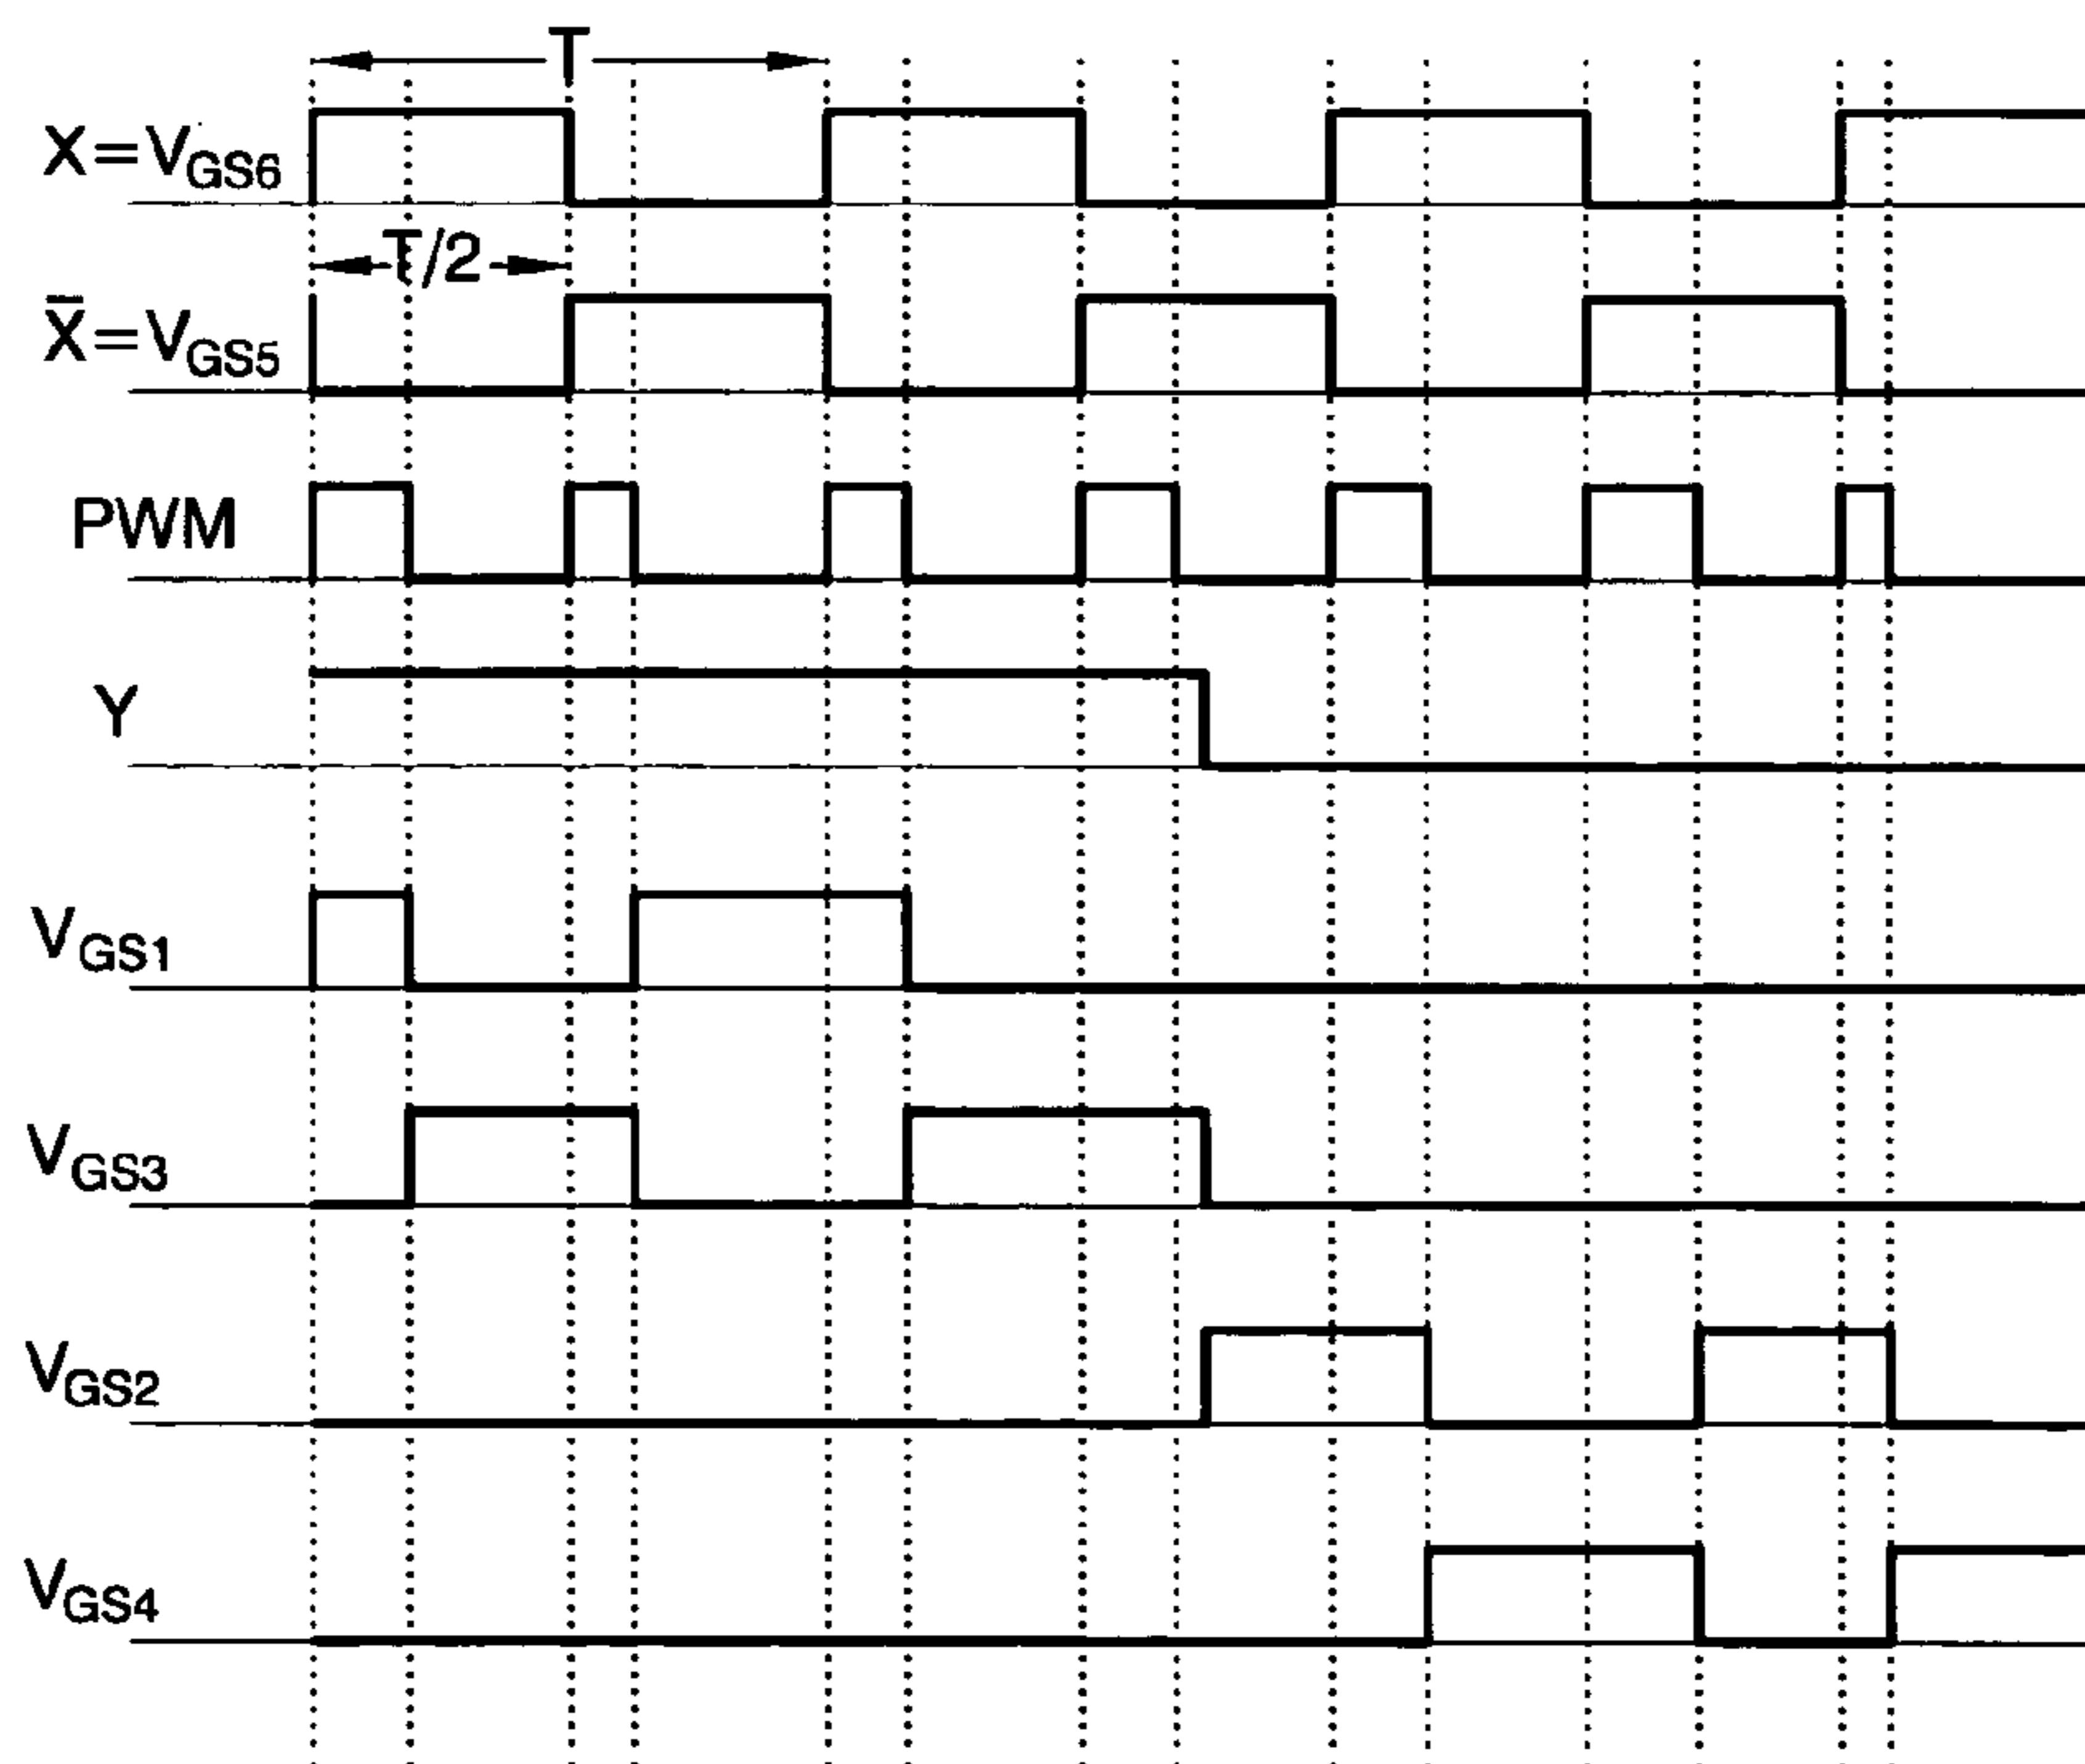 T
X=V_GS6
T/2
X̄=V_GS5
PWM
Y
V_GS1
V_GS3
V_GS2
V_GS4